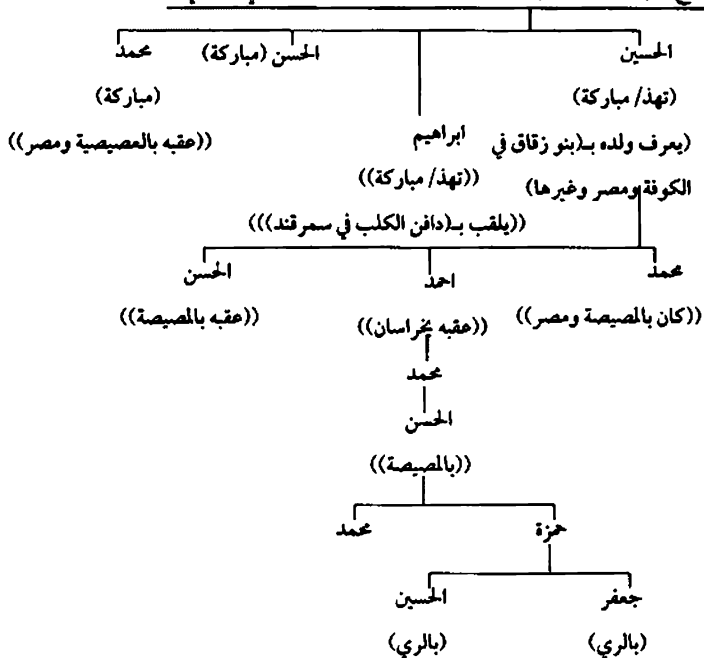 الحسين
الحسن (مباركة)
محمد
(تهذ/ مباركة)
(مباركة)
(يعرف ولده بـ(بنو زقاق في
الكوفة ومصر وغيرها)
ابراهيم
((تهذ/ مباركة))
((يلقب بـ(دافن الكلب في سمرقند)))
((عقبه بالعصيصية ومصر))
محمد
احمد
الحسن
((كان بالمصيصة ومصر))
((عقبه بخراسان))
((عقبه بالمصيصة))
محمد
الحسن
((بالمصيصة))
حمزة
محمد
جعفر
الحسين
(بالري)
(بالري)